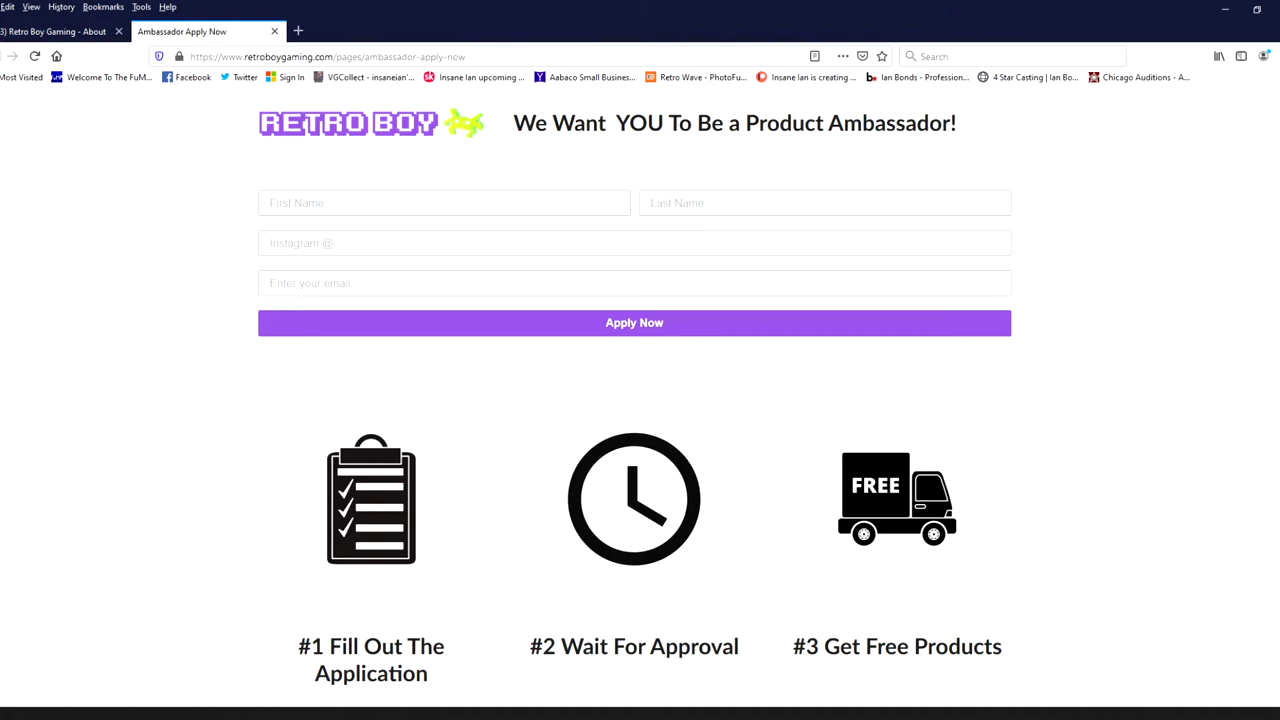 Edit View History Bookmarks Tools Help
3) Retro Boy Gaming - About
Ambassador Apply Now
https://www.retroboygaming.com/pages/ambassador-apply-now
Search
Most Visited
Welcome To The FuM...
Facebook
Twitter
Sign In
VGCollect - insaneian'...
Insane Ian upcoming ...
Aabaco Small Busines...
Retro Wave - PhotoFu...
Insane Ian is creating ...
Ian Bonds - Profession...
4 Star Casting | Ian Bo...
Chicago Auditions - A...
RETRO BOY
We Want YOU To Be a Product Ambassador!
First Name
Last Name
Instagram @
Enter your email
Apply Now
FREE
#1 Fill Out The
Application
#2 Wait For Approval
#3 Get Free Products